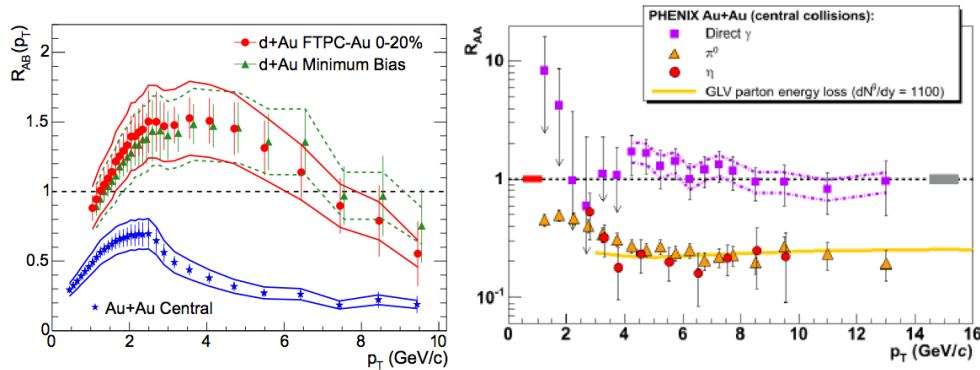 R_AB(p_T)
2
1.5
1
0.5
0
d+Au FTPC-Au 0-20%
d+Au Minimum Bias
Au+Au Central
0 2 4 6 8 10
p_T (GeV/c)
R_AA
10
1
10⁻¹
PHENIX Au+Au (central collisions):
Direct γ
π⁰
η
GLV parton energy loss (dN^g/dy = 1100)
0 2 4 6 8 10 12 14 16
p_T (GeV/c)